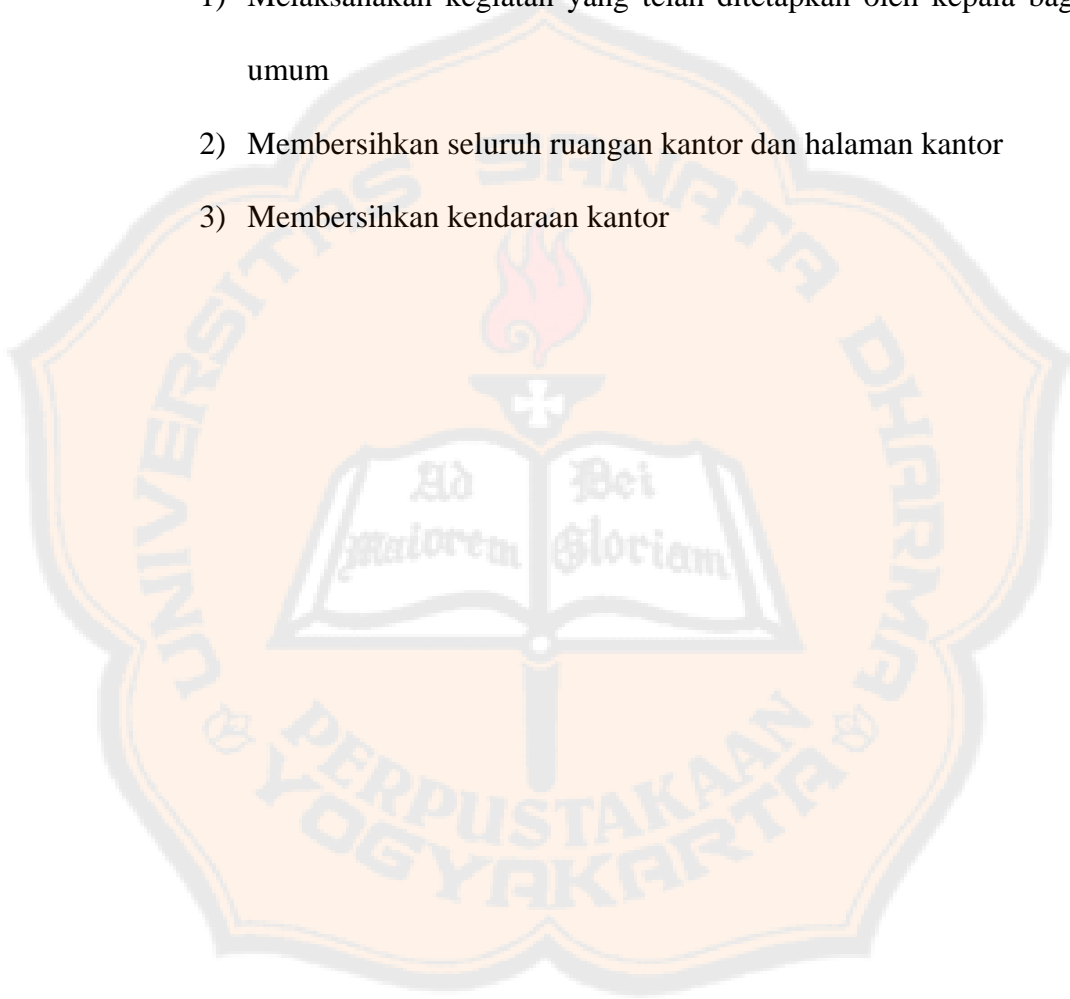 1) Melaksanakan kegiatan yang telah ditetapkan oleh kepala
umum
2) Membersihkan seluruh ruangan kantor dan halaman kantor
3) Membersihkan kendaraan kantor
UNIVERSITAS SANATA DHARMA
Ad Dei
Maiorem Gloriam
PERPUSTAKAAN
YOGYAKARTA